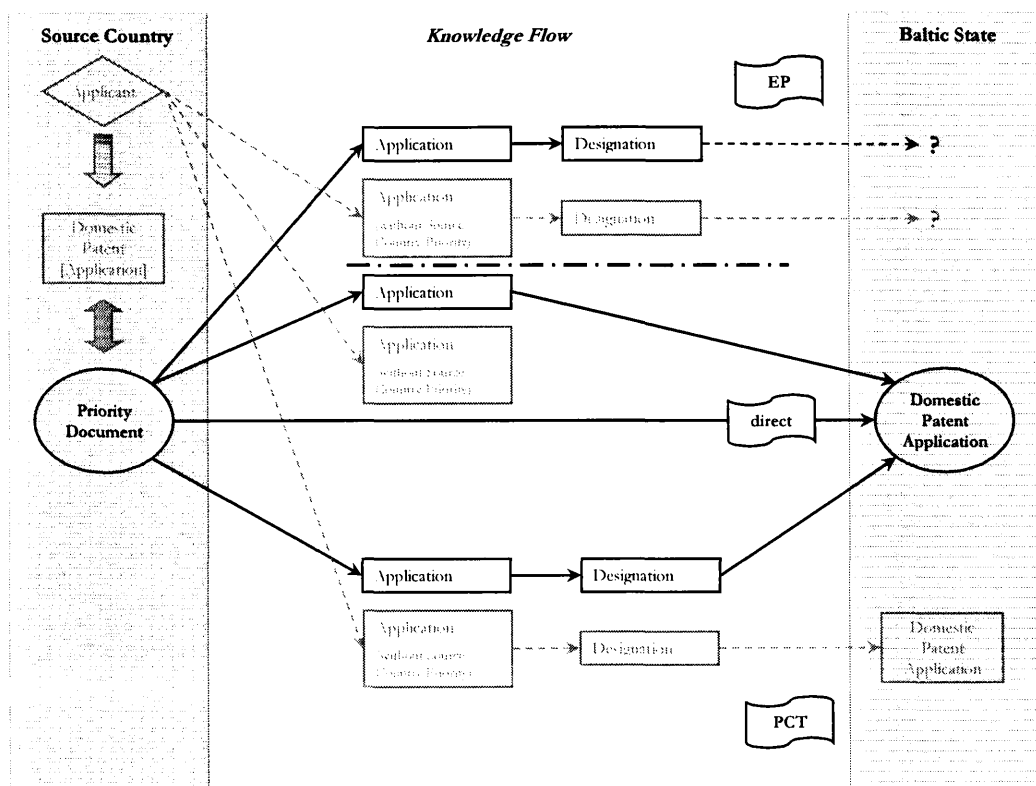 Source Country
Knowledge Flow
Baltic State
Applicant
EP
Application
Designation
?
Application
without Source
Country Priority
Designation
?
Domestic
Patent
[Application]
Application
Application
without source
Country Priority
Priority
Document
direct
Domestic
Patent
Application
Application
Designation
Application
without source
Country Priority
Designation
Domestic
Patent
Application
PCT